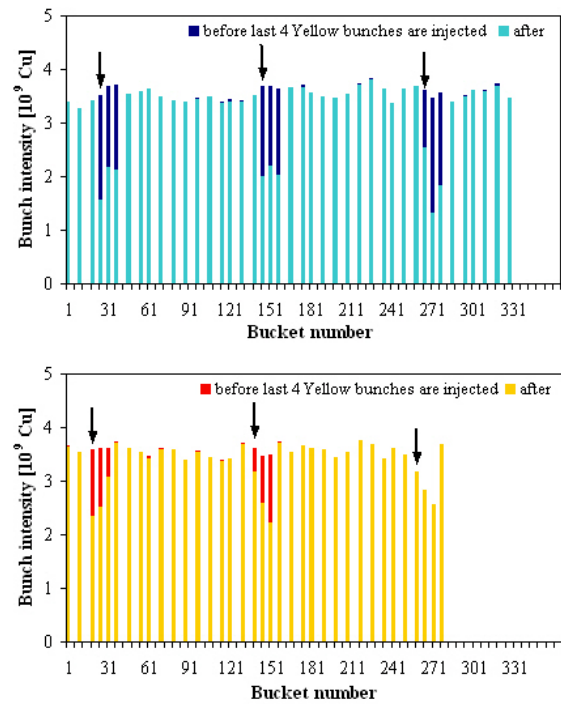 before last 4 Yellow bunches are injected after
Bunch intensity [10⁹ Cu]
5
4
3
2
1
0
1 31 61 91 121 151 181 211 241 271 301 331
Bucket number
before last 4 Yellow bunches are injected after
Bunch intensity [10⁹ Cu]
5
4
3
2
1
0
1 31 61 91 121 151 181 211 241 271 301 331
Bucket number